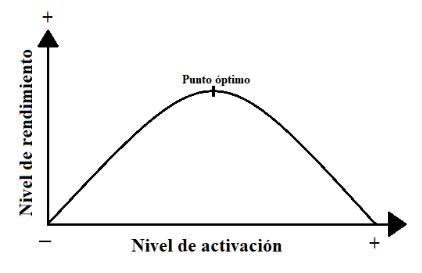 +
Punto óptimo
Nivel de rendimiento
−
Nivel de activación
+